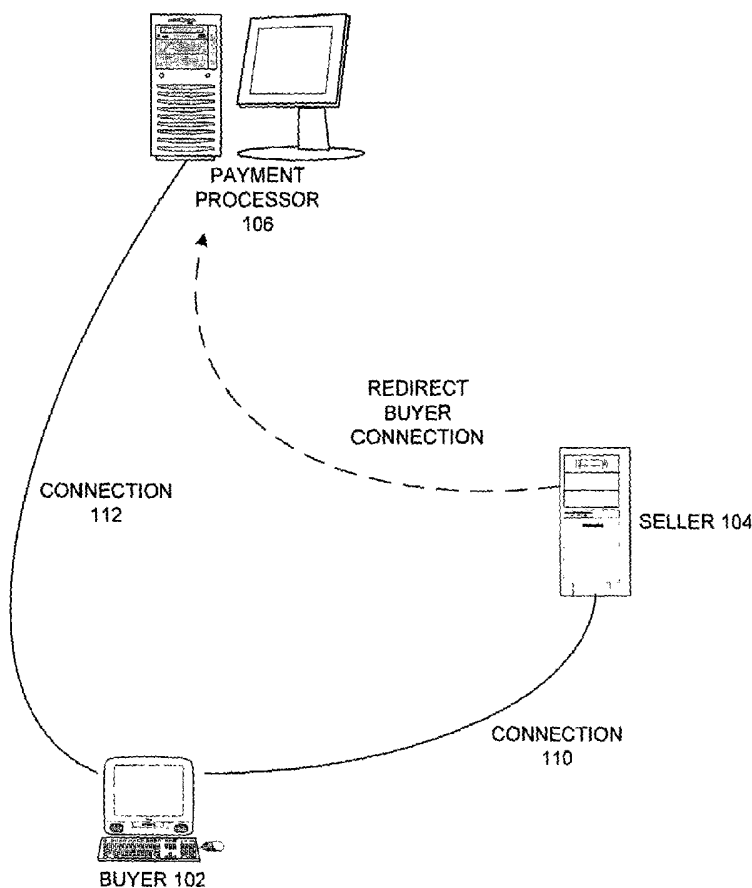 PAYMENT
PROCESSOR
106
REDIRECT
BUYER
CONNECTION
CONNECTION
112
SELLER 104
CONNECTION
110
BUYER 102